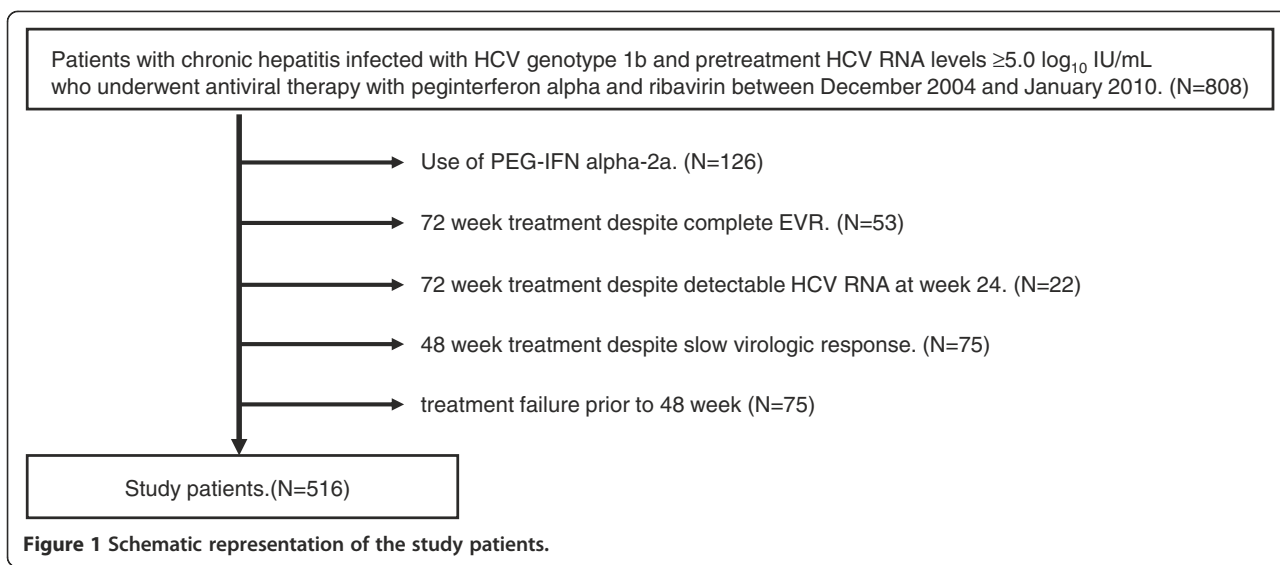 Patients with chronic hepatitis infected with HCV genotype 1b and pretreatment HCV RNA levels ≥5.0 log₁₀ IU/mL
who underwent antiviral therapy with peginterferon alpha and ribavirin between December 2004 and January 2010. (N=808)
Use of PEG-IFN alpha-2a. (N=126)
72 week treatment despite complete EVR. (N=53)
72 week treatment despite detectable HCV RNA at week 24. (N=22)
48 week treatment despite slow virologic response. (N=75)
treatment failure prior to 48 week (N=75)
Study patients.(N=516)
Figure 1 Schematic representation of the study patients.